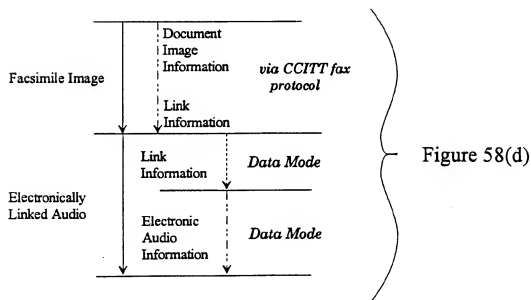 Document
Image
Information
Facsimile Image
via CCITT fax
protocol
Link
Information
Link
Information
Data Mode
Figure 58(d)
Electronically
Linked Audio
Electronic
Audio
Information
Data Mode